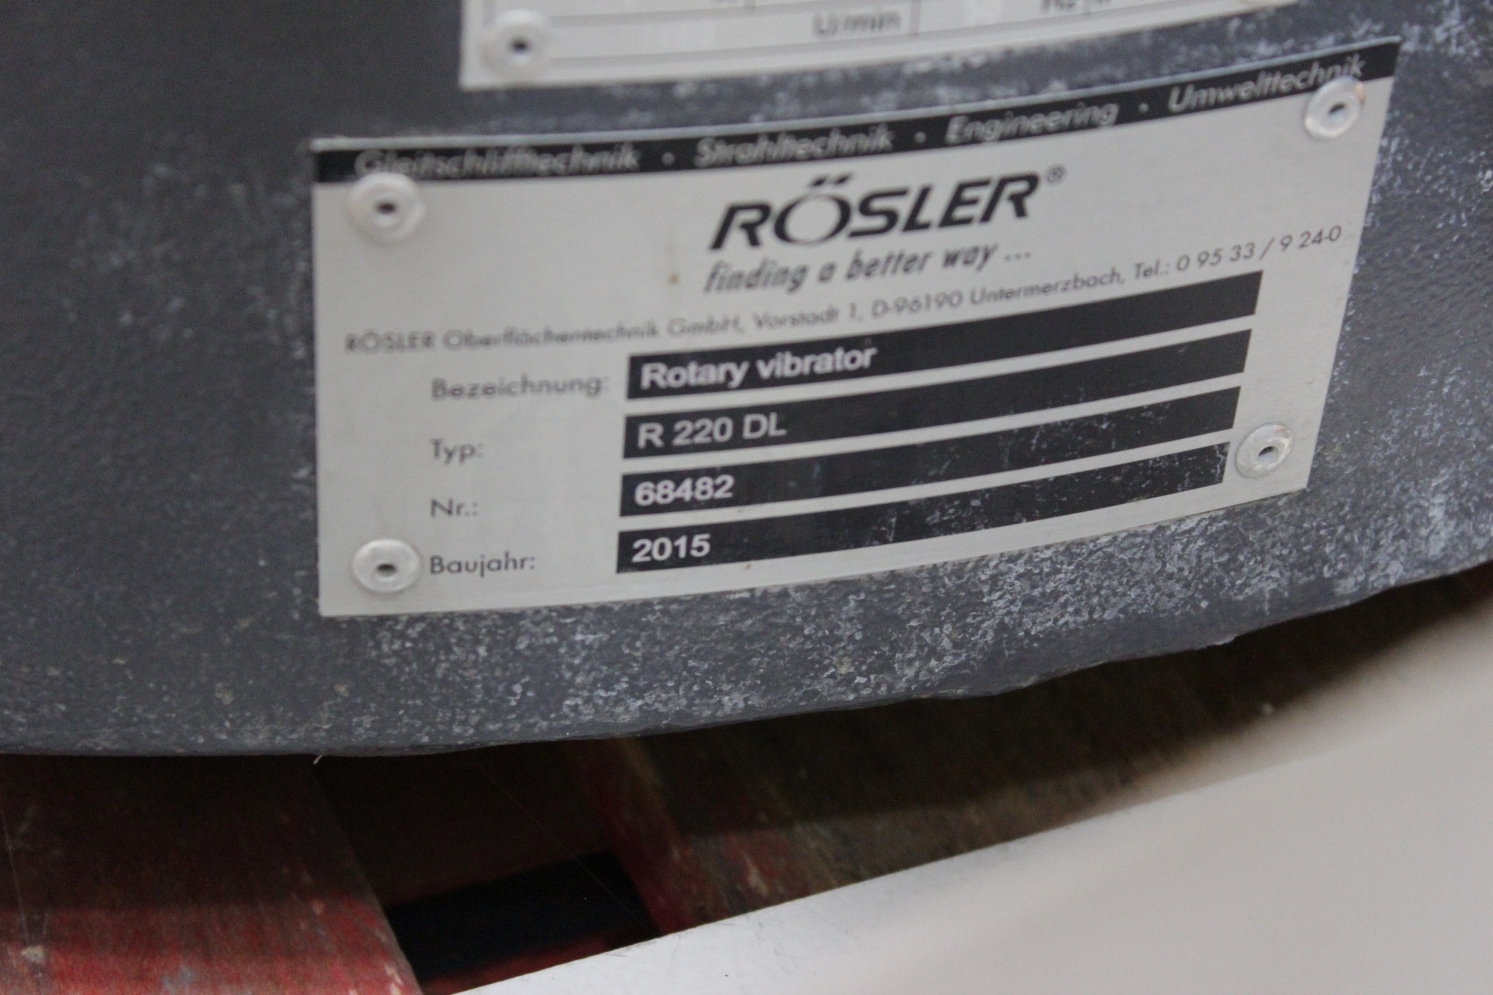 U/min
Gleitschlifftechnik · Strahltechnik · Engineering · Umwelttechnik
RÖSLER®
finding a better way ...
RÖSLER Oberflächentechnik GmbH, Vorstadt 1, D-96190 Untermerzbach, Tel.: 0 95 33 / 9 24-0
Bezeichnung: Rotary vibrator
Typ: R 220 DL
Nr.: 68482
Baujahr: 2015